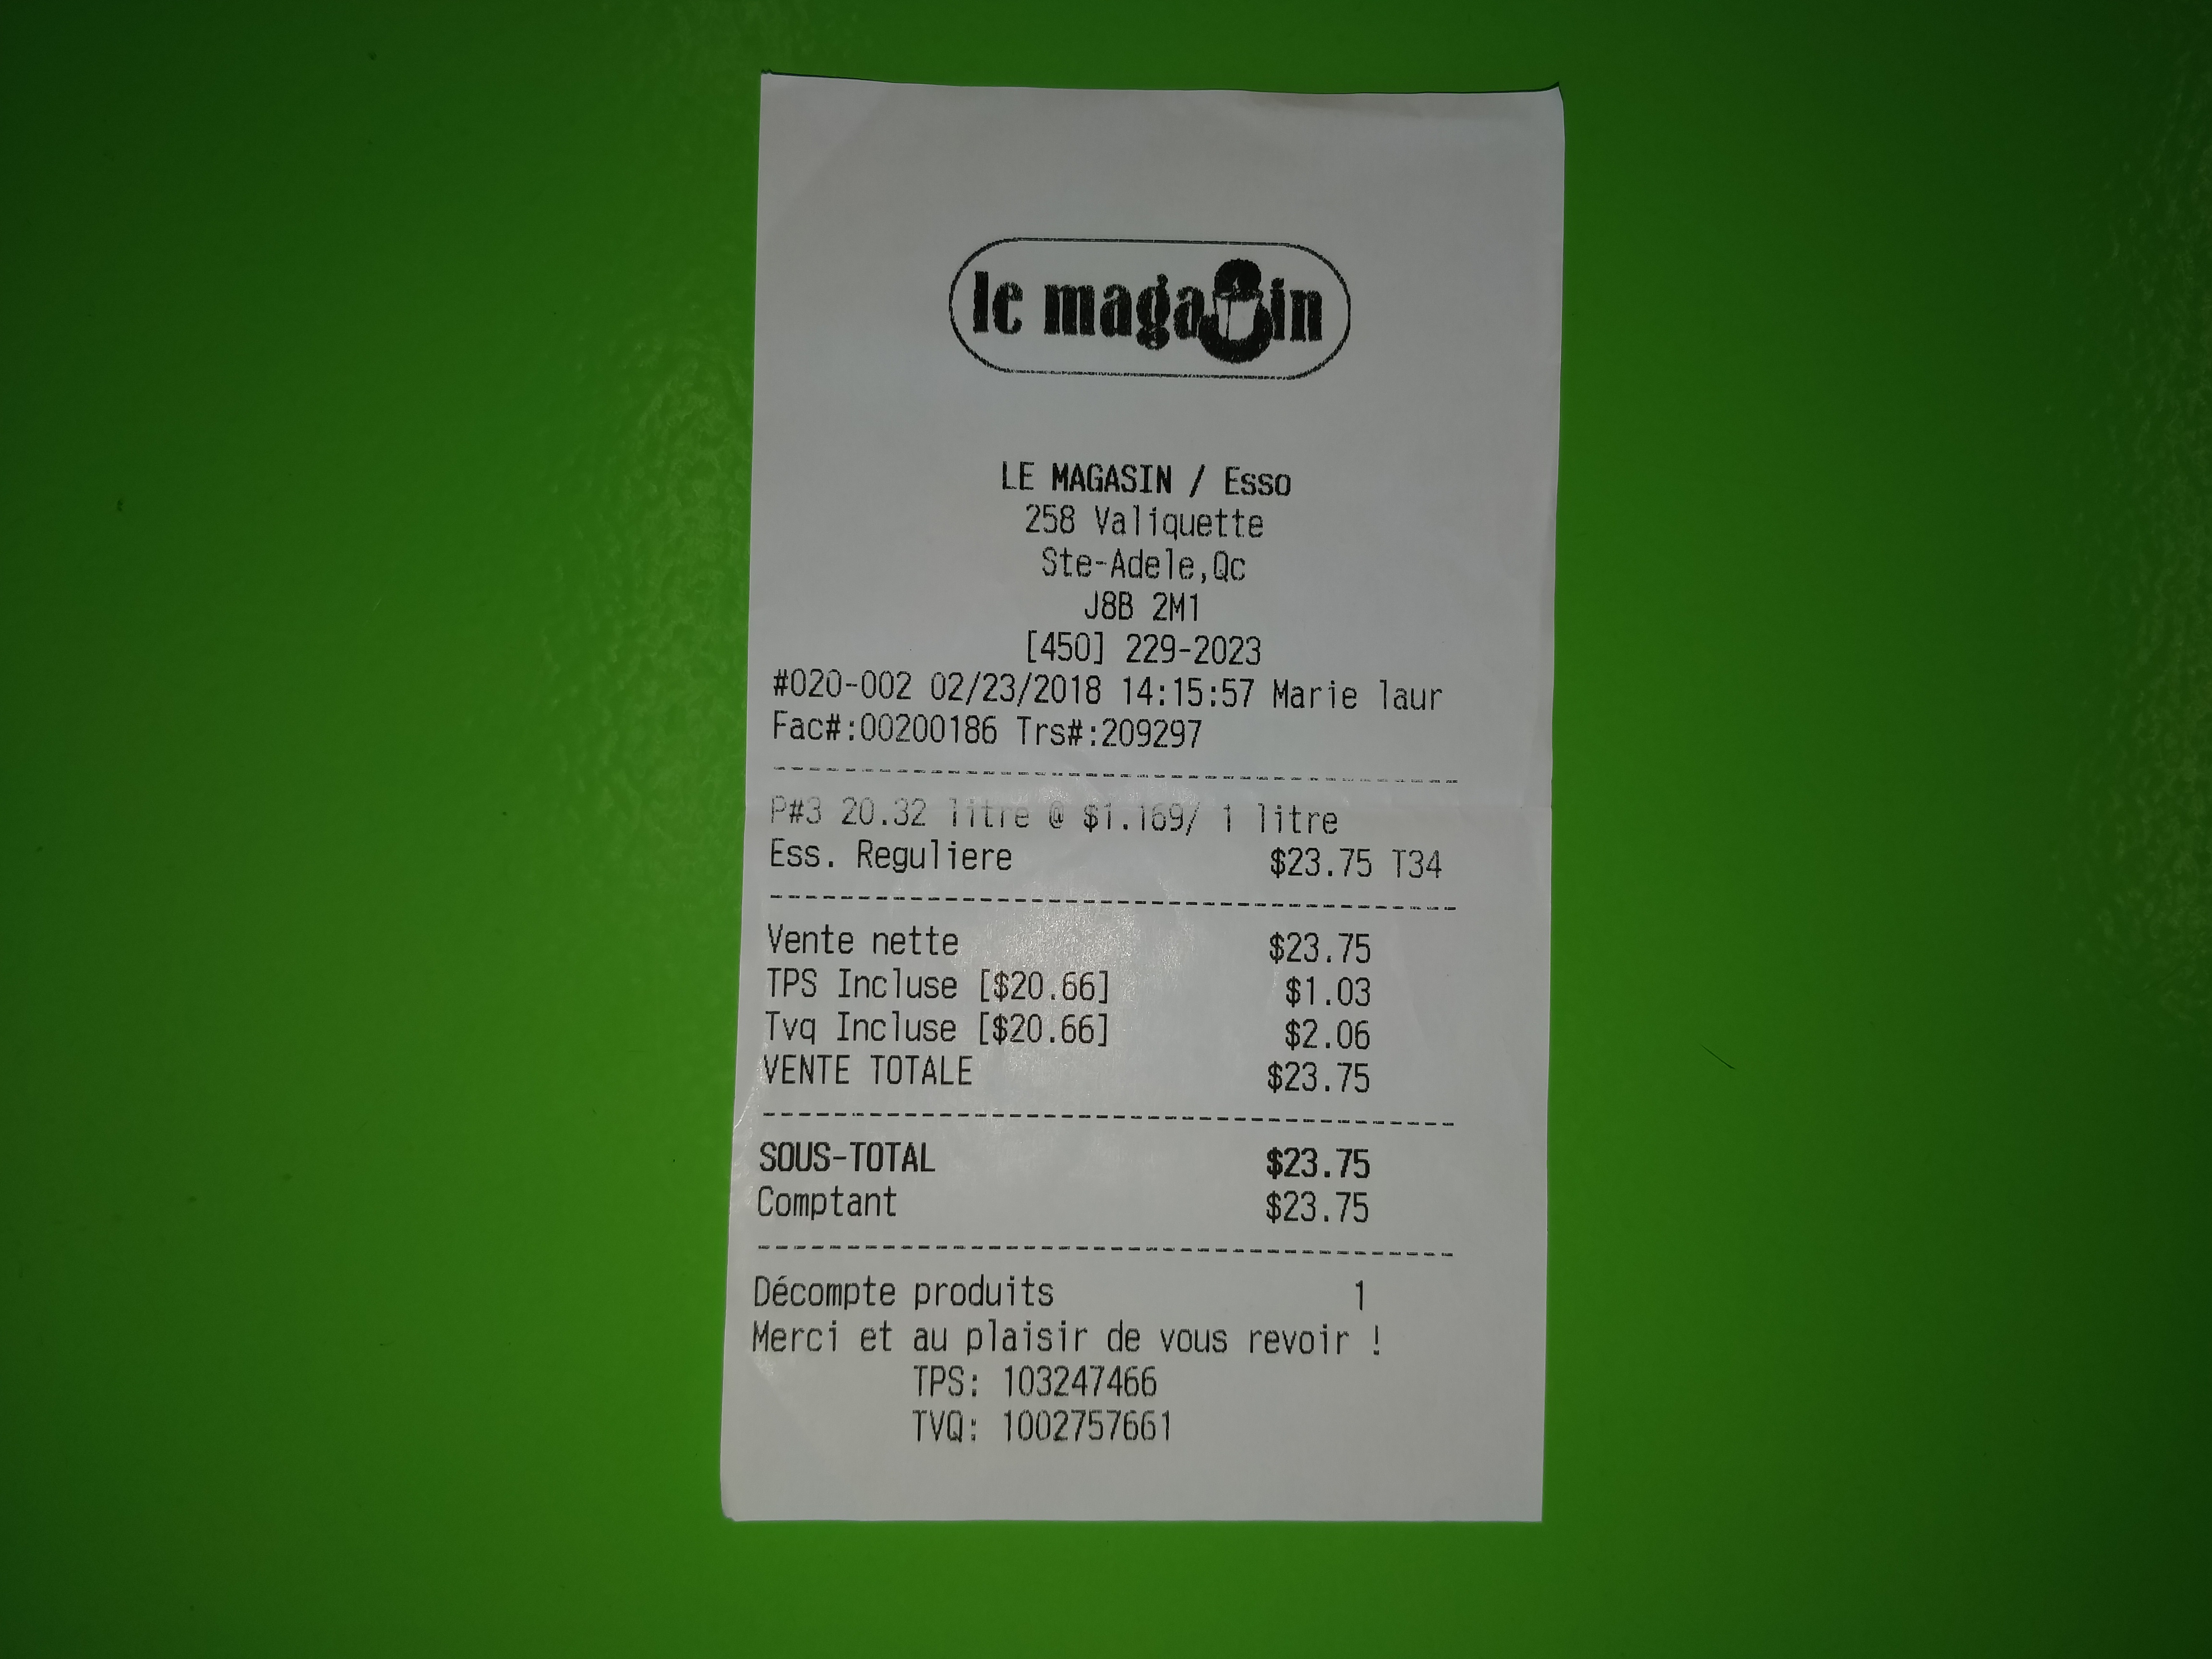 le magasin
LE MAGASIN / Esso
258 Valiquette
Ste-Adele,Qc
J8B 2M1
[450] 229-2023
#020-002 02/23/2018 14:15:57 Marie laur
Fac#:00200186 Trs#:209297
P#3 20.32 litre @ $1.169/ 1 litre
Ess. Reguliere $23.75 T34
Vente nette $23.75
TPS Incluse [$20.66] $1.03
Tvq Incluse [$20.66] $2.06
VENTE TOTALE $23.75
SOUS-TOTAL $23.75
Comptant $23.75
Décompte produits 1
Merci et au plaisir de vous revoir !
TPS: 103247466
TVQ: 1002757661